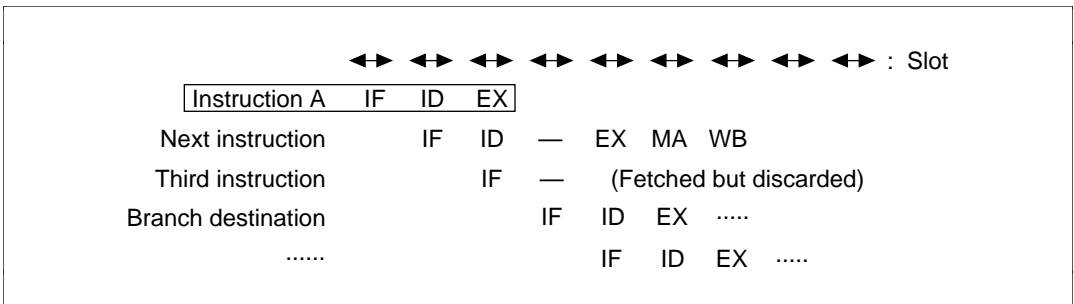 : Slot
Instruction A IF ID EX
Next instruction IF ID — EX MA WB
Third instruction IF — (Fetched but discarded)
Branch destination IF ID EX .....
...... IF ID EX .....